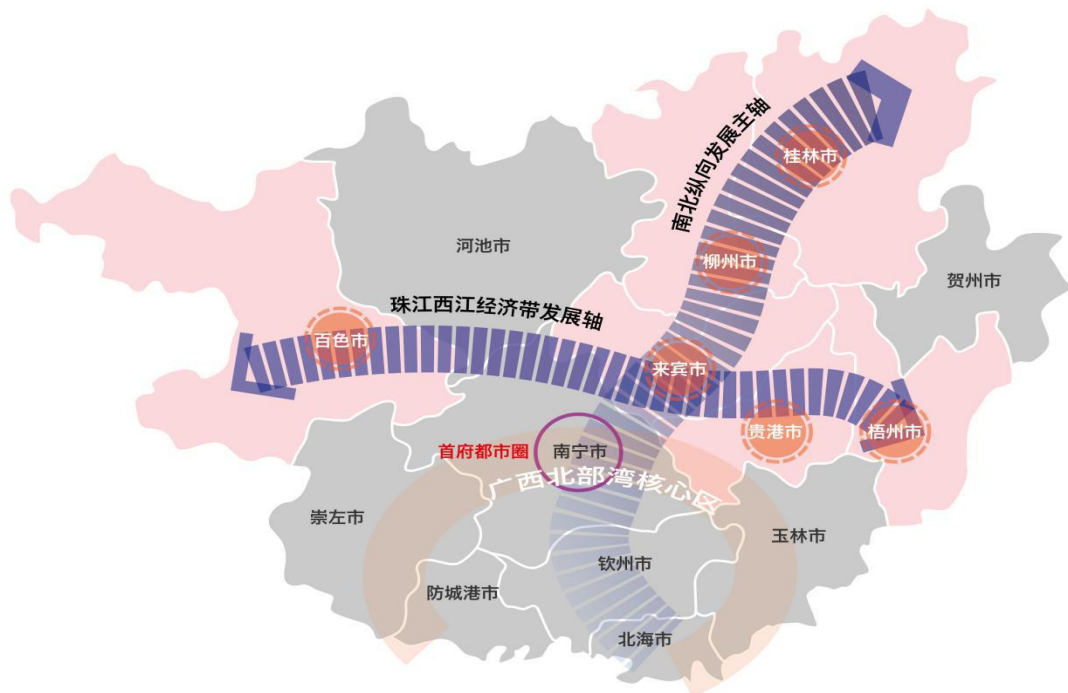 南北纵向发展主轴
桂林市
河池市
柳州市
贺州市
珠江西江经济带发展轴
百色市
来宾市
贵港市
梧州市
首府都市圈
南宁市
广西北部湾核心区
崇左市
玉林市
钦州市
防城港市
北海市